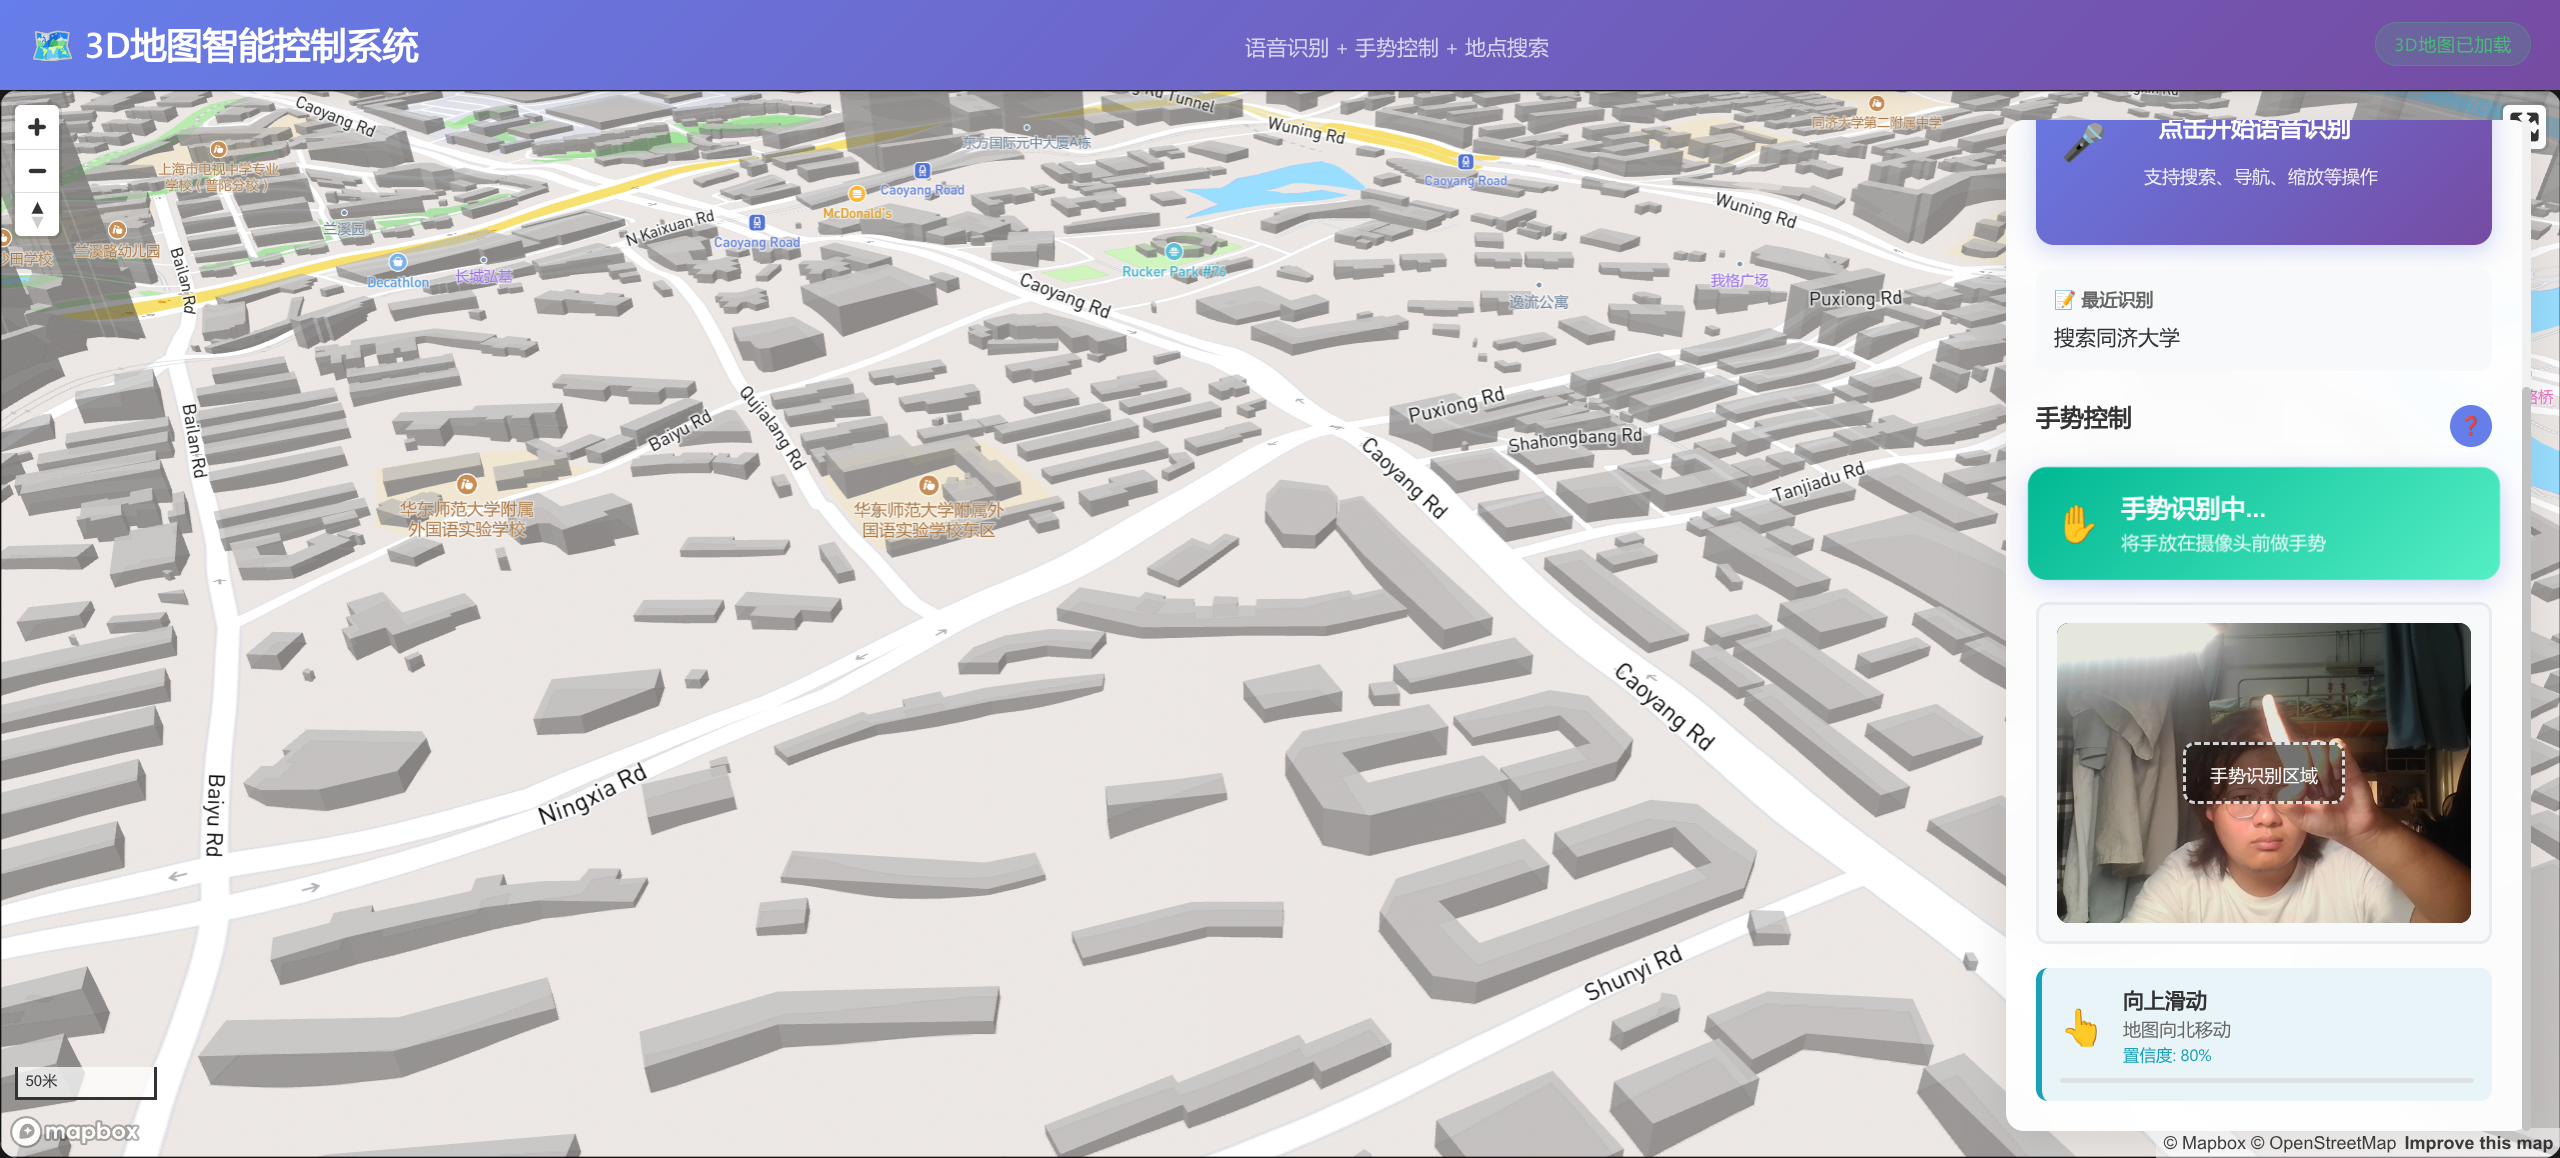 3D地图智能控制系统
语音识别 + 手势控制 + 地点搜索
3D地图已加载
Caoyang Rd
Tunnel
Wuning Rd
同济大学第二附属中学
东方国际元中大厦A栋
上海市电视中学专业
学校（普陀分校）
Caoyang Road
McDonald's
Caoyang Road
Caoyang Road
Wuning Rd
N Kaixuan Rd
兰溪园
兰溪路幼儿园
Bailan Rd
Decathlon
长城弘基
Rucker Park #76
Caoyang Rd
我格广场
逸流公寓
Puxiong Rd
Puxiong Rd
Shahongbang Rd
Caoyang Rd
Tanjiadu Rd
Qujialang Rd
Baiyu Rd
Bailan Rd
华东师范大学附属
外国语实验学校
华东师范大学附属外
国语实验学校东区
Caoyang Rd
Ningxia Rd
Baiyu Rd
Shunyi Rd
50米
mapbox
点击开始语音识别
支持搜索、导航、缩放等操作
最近识别
搜索同济大学
手势控制
手势识别中...
将手放在摄像头前做手势
手势识别区域
向上滑动
地图向北移动
置信度: 80%
© Mapbox © OpenStreetMap Improve this map